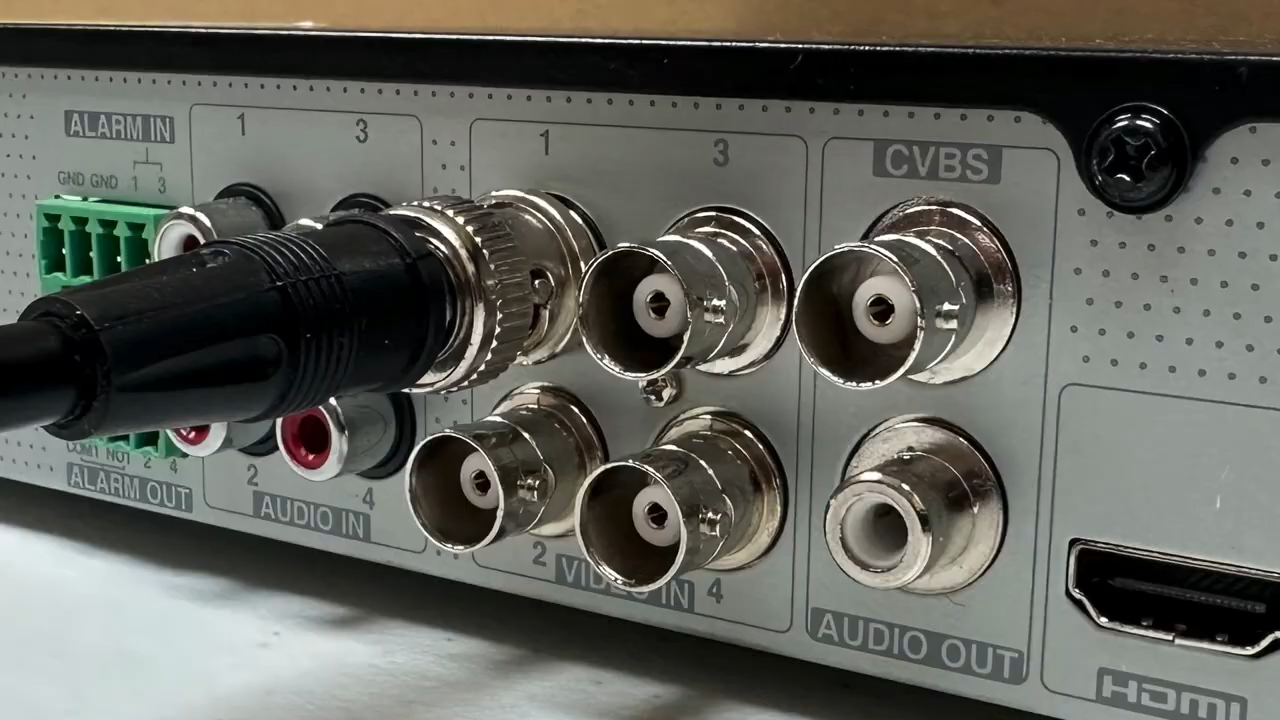 ALARM IN
GND GND 1 3
1 3
1 3
CVBS
COM1 NO1 2 4
ALARM OUT
2 4
AUDIO IN
2 4
VIDEO IN
AUDIO OUT
HDMI